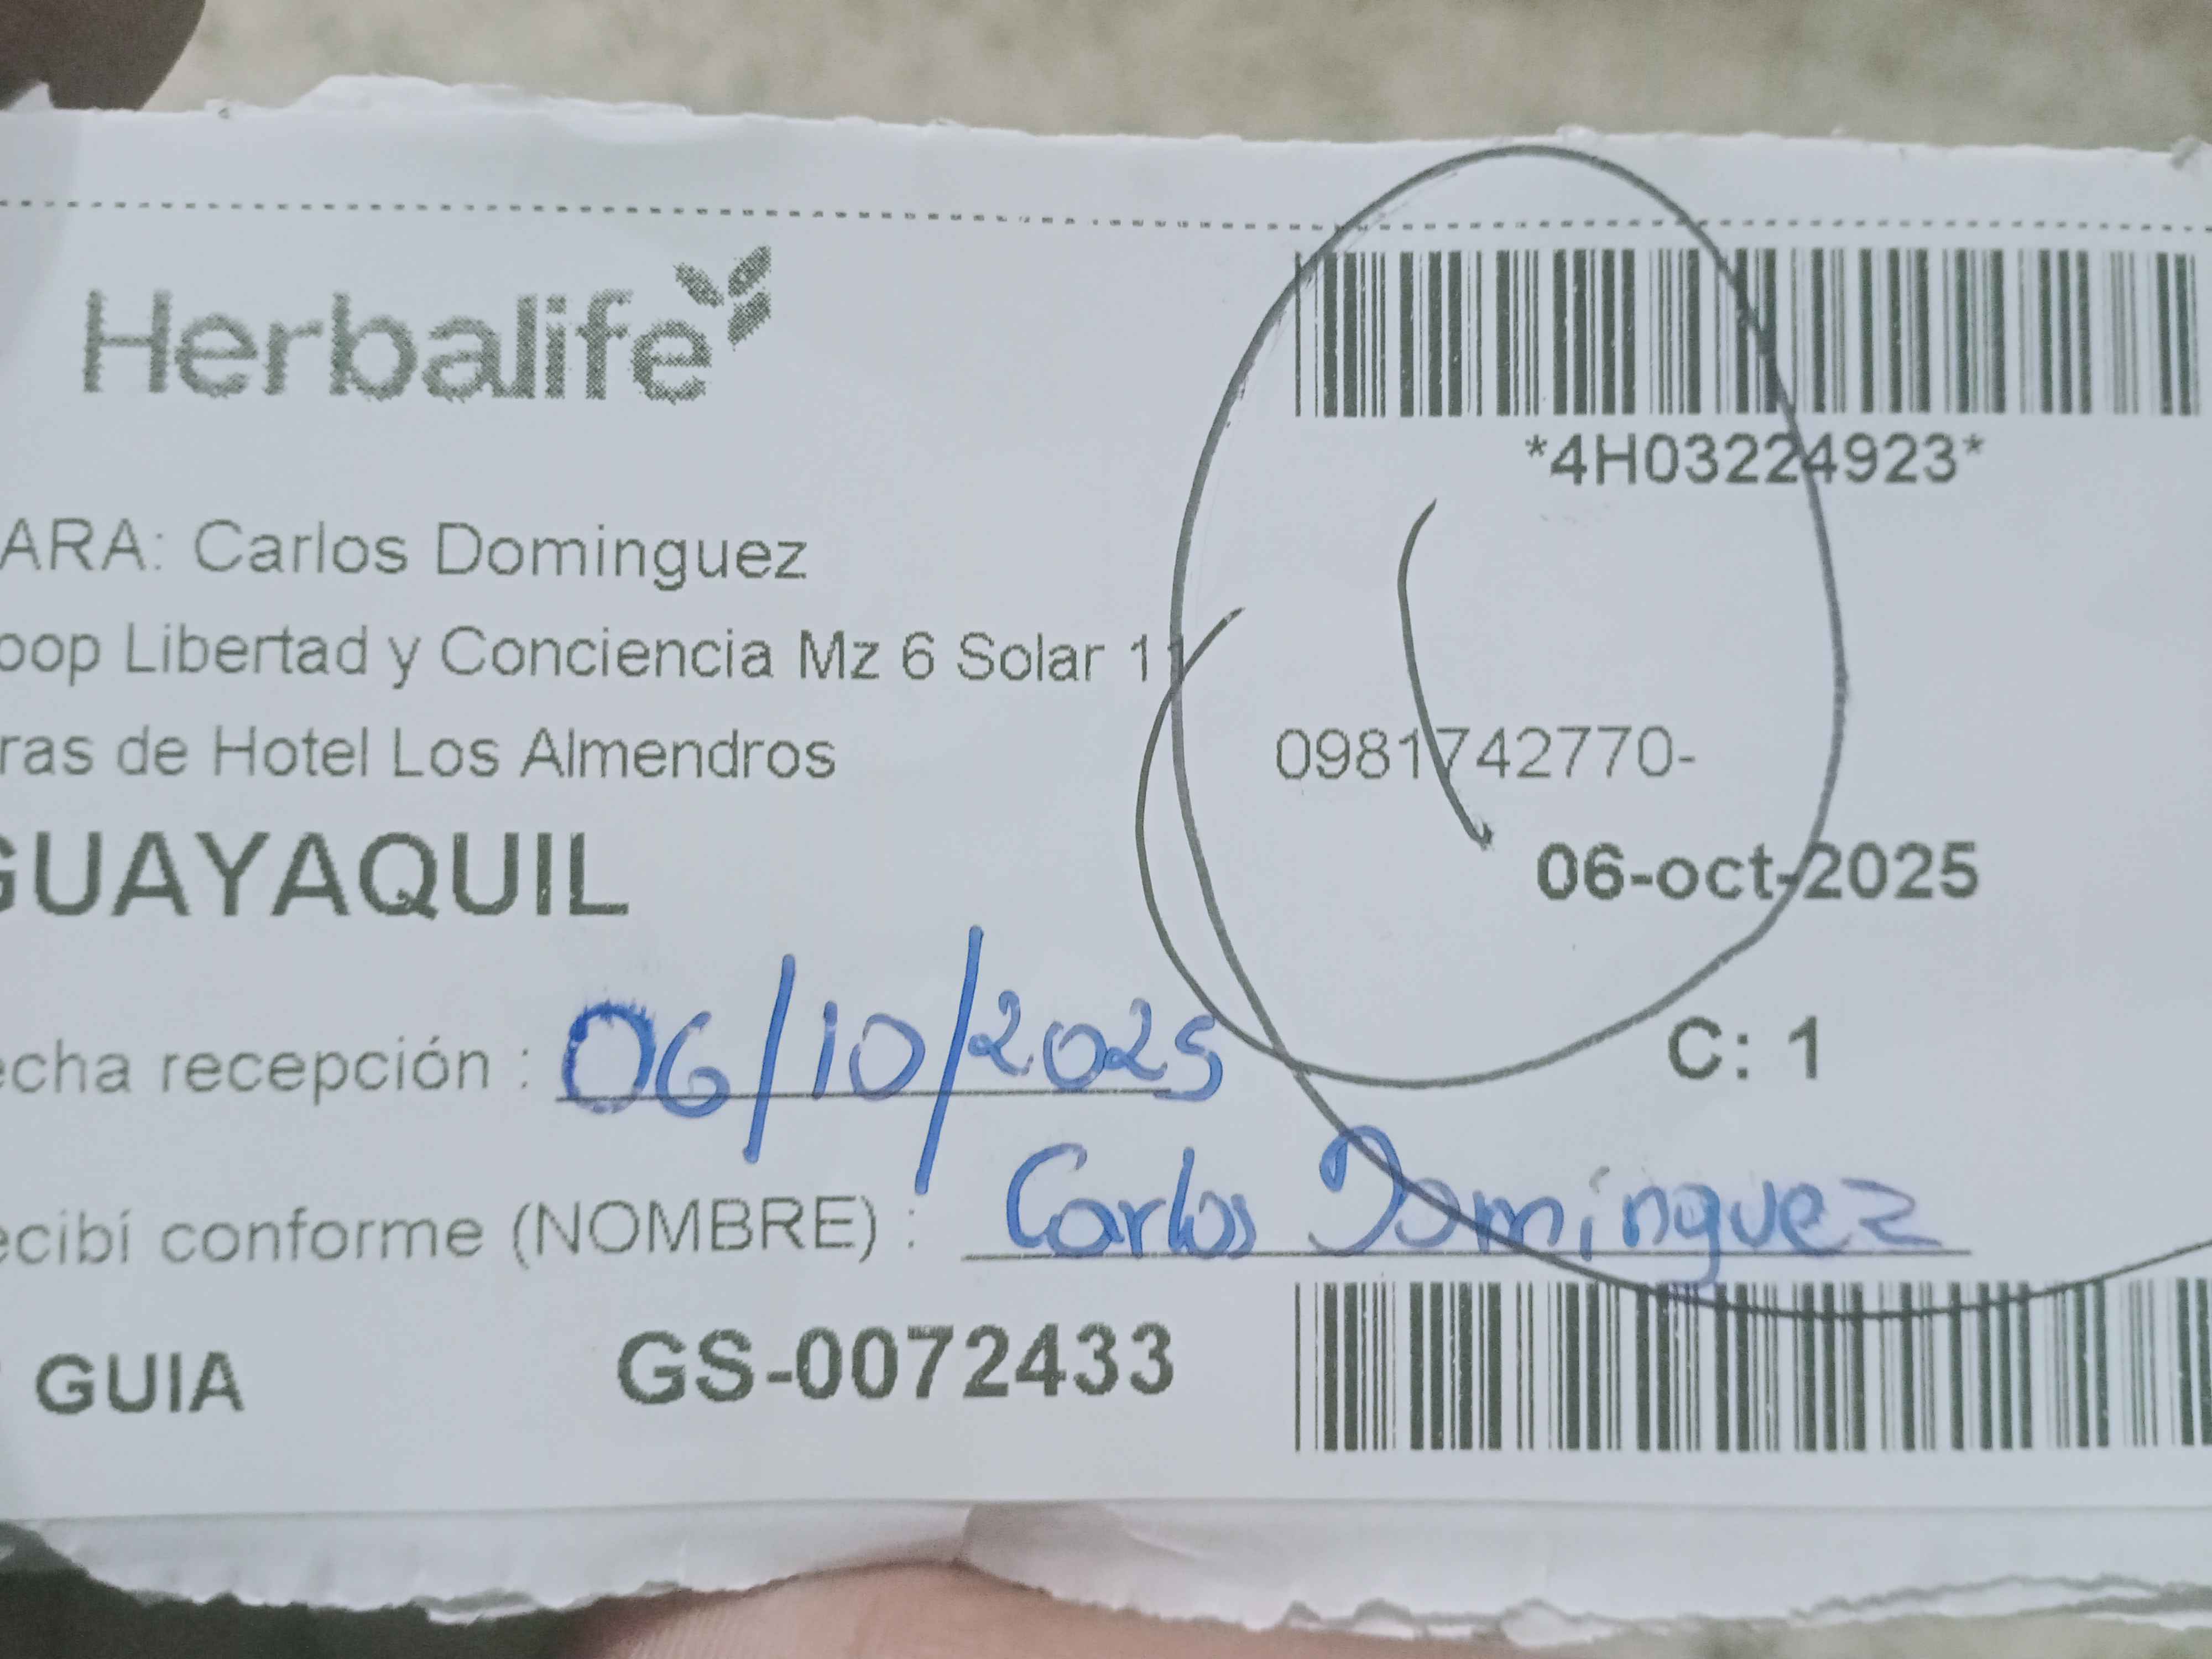 Herbalife
*4H03224923*
ARA: Carlos Dominguez
oop Libertad y Conciencia Mz 6 Solar 11
ras de Hotel Los Almendros
0981742770-
GUAYAQUIL
06-oct-2025
echa recepción : 06/10/2025
C: 1
ecibí conforme (NOMBRE) : Carlos Dominguez
GUIA GS-0072433